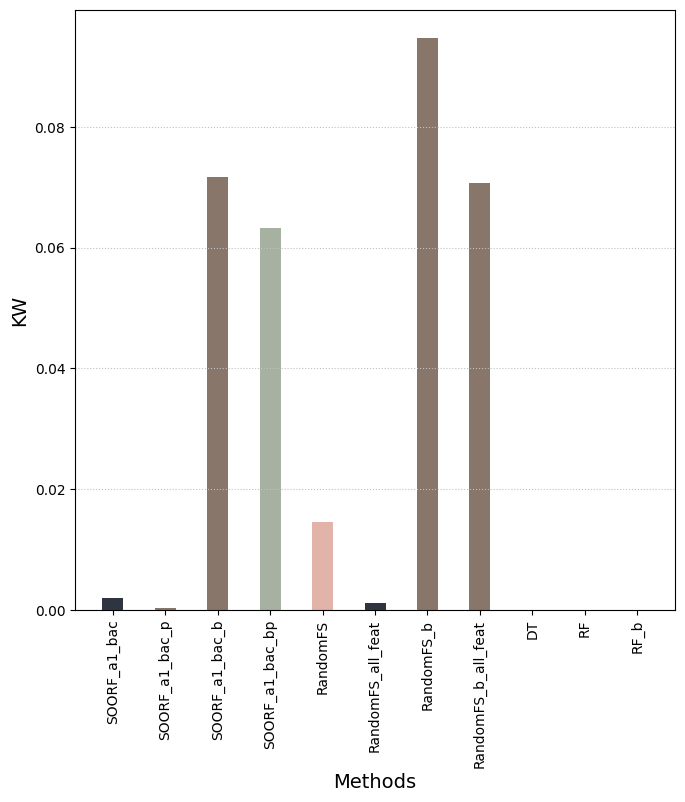 KW
0.08
0.06
0.04
0.02
0.00
SOORF_a1_bac
SOORF_a1_bac_p
SOORF_a1_bac_b
SOORF_a1_bac_bp
RandomFS
RandomFS_all_feat
RandomFS_b
RandomFS_b_all_feat
DT
RF
RF_b
Methods